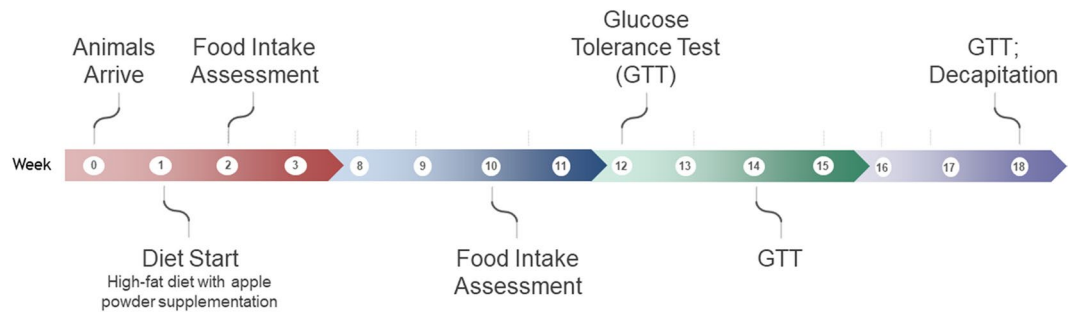 Animals
Arrive
Food Intake
Assessment
Glucose
Tolerance Test
(GTT)
GTT;
Decapitation
Week 0 1 2 3 8 9 10 11 12 13 14 15 16 17 18
Diet Start
High-fat diet with apple
powder supplementation
Food Intake
Assessment
GTT